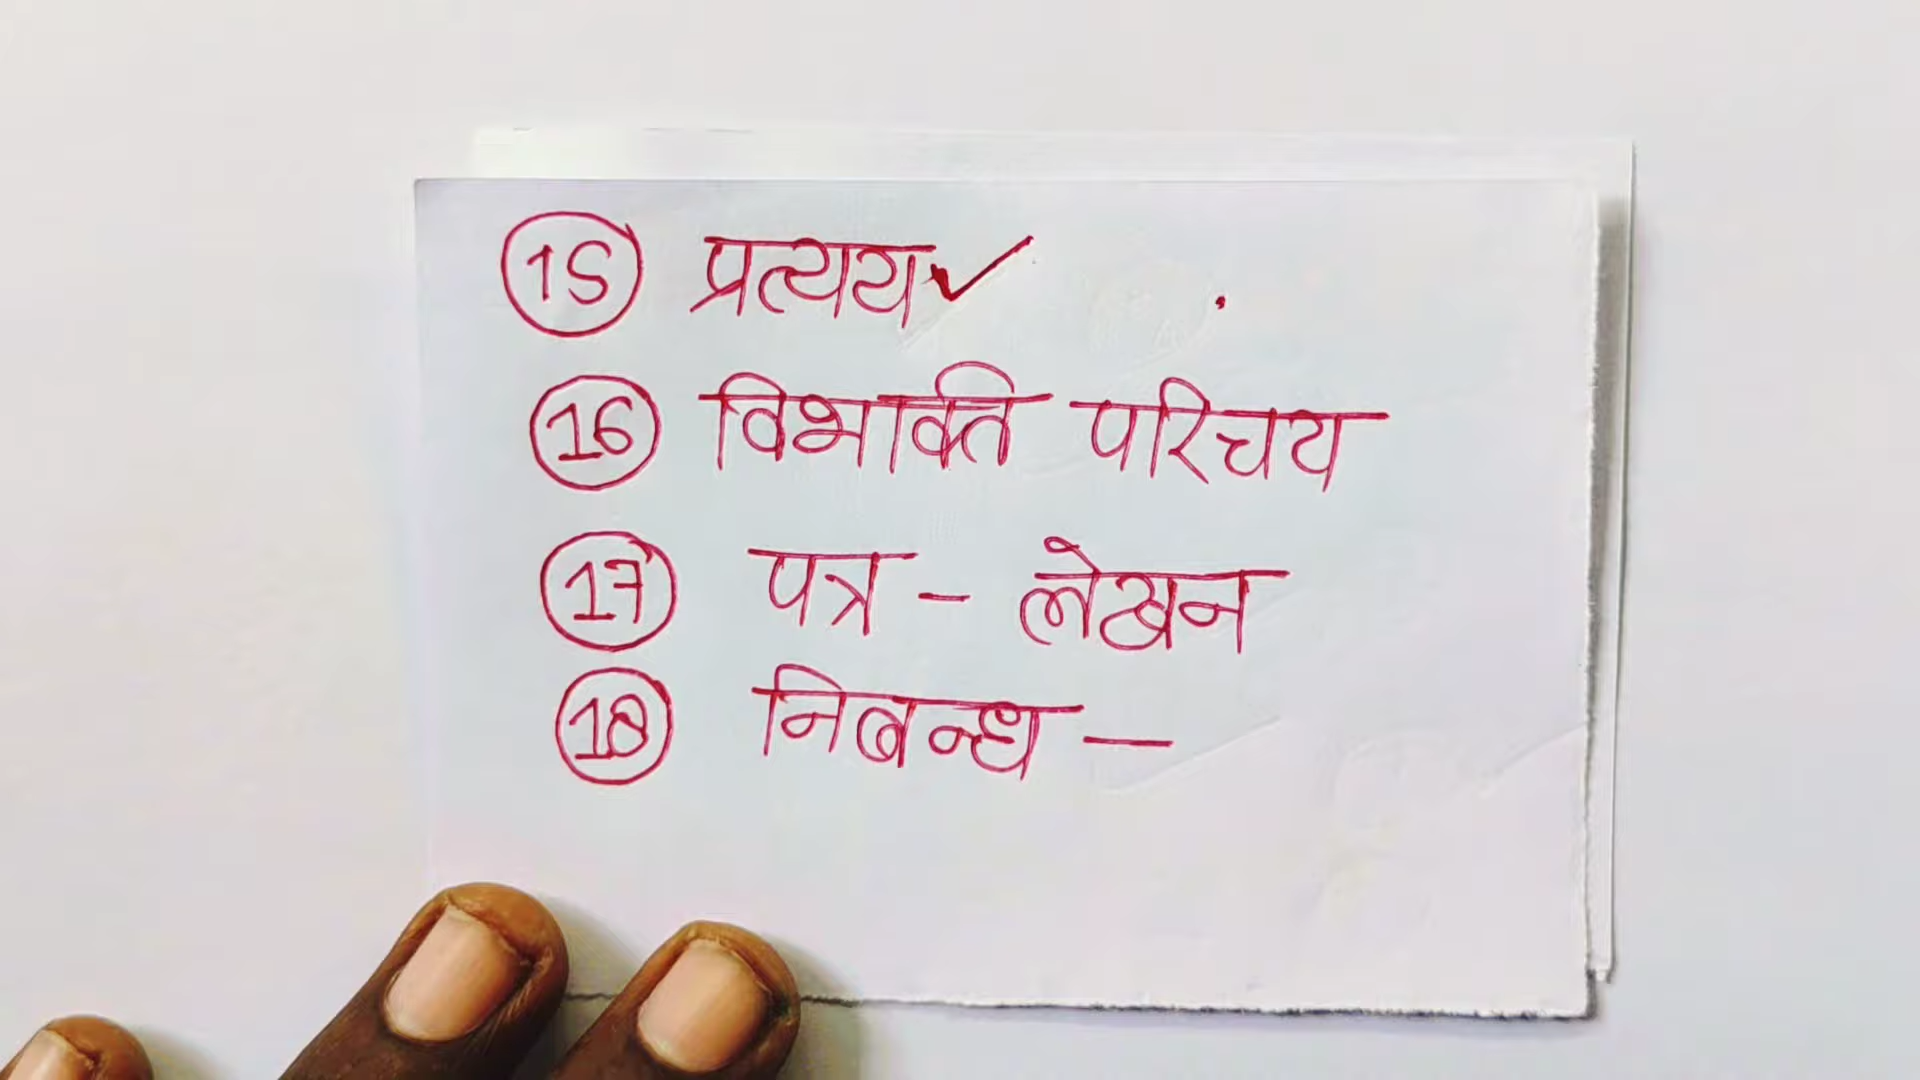 15 प्रत्यय ✓
16 विभक्ति परिचय
17 पत्र - लेखन
18 निबन्ध —